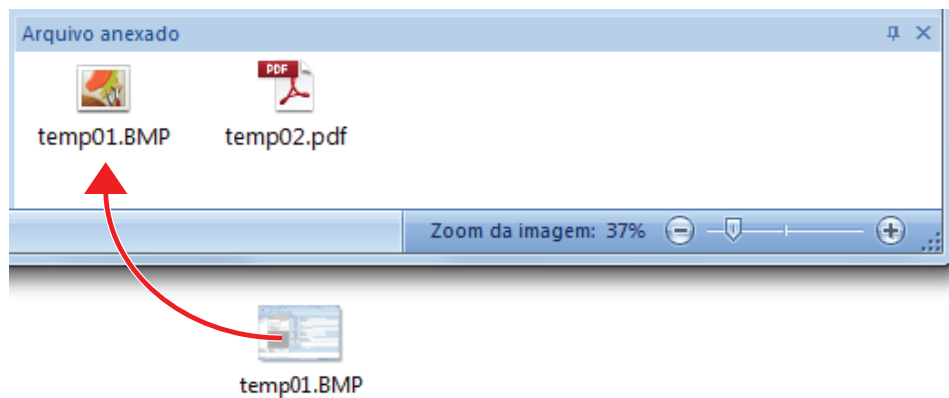 Arquivo anexado
PDF
temp01.BMP
temp02.pdf
Zoom da imagem: 37%
temp01.BMP